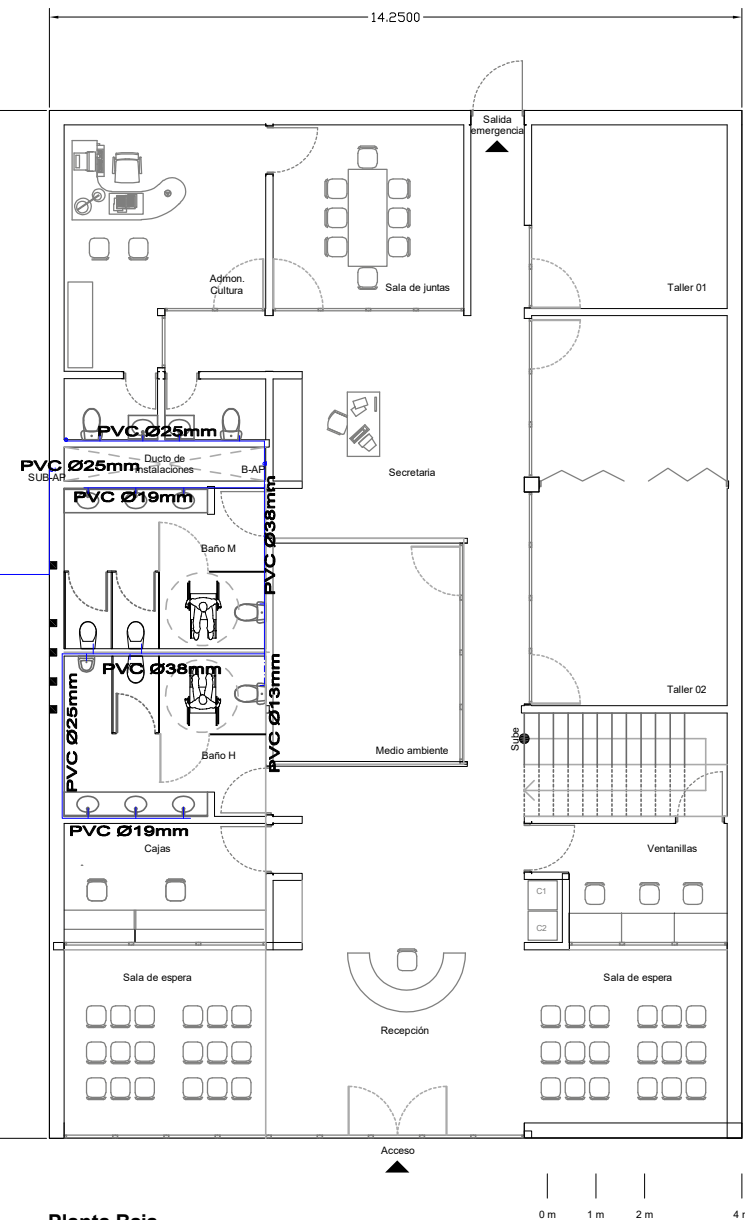 14.2500
Salida
emergencia
Admon.
Cultura
Sala de juntas
Taller 01
PVC Ø25mm
PVC Ø25mm
Ducto de
instalaciones
SUB-AP
B-AP
Secretaria
PVC Ø19mm
PVC Ø38mm
Baño M
PVC Ø38mm
PVC Ø13mm
PVC Ø25mm
Taller 02
Sube
Baño H
Medio ambiente
PVC Ø19mm
Cajas
Ventanillas
C1
C2
Sala de espera
Sala de espera
Recepción
Acceso
0 m 1 m 2 m 4 m
Planta Baja